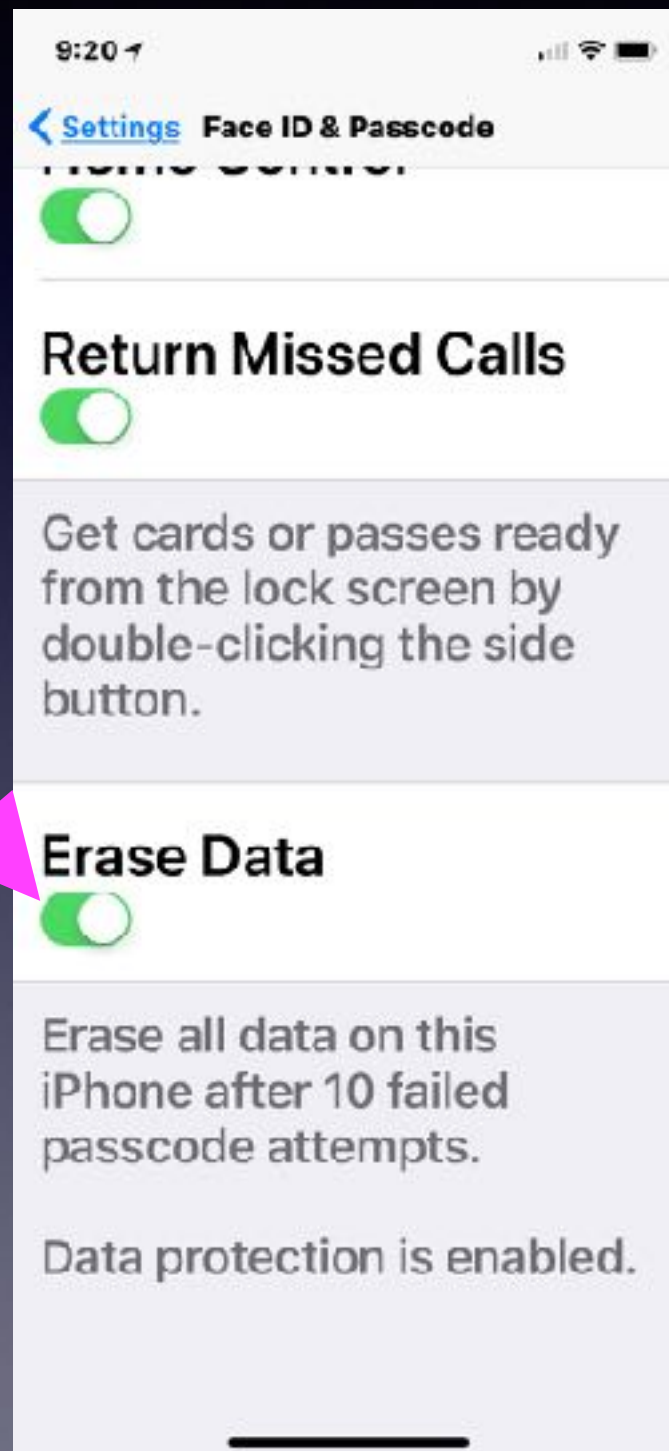 9:20
Settings Face ID & Passcode
Home Control
Return Missed Calls
Get cards or passes ready
from the lock screen by
double-clicking the side
button.
Erase Data
Erase all data on this
iPhone after 10 failed
passcode attempts.
Data protection is enabled.